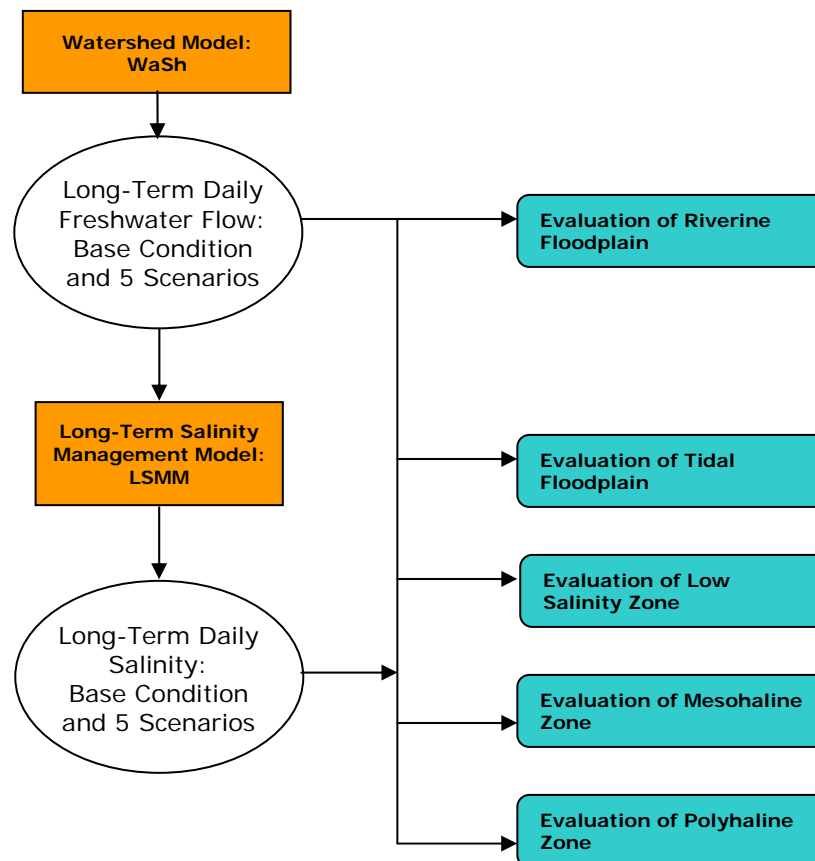 Watershed Model:
WaSh
Long-Term Daily
Freshwater Flow:
Base Condition
and 5 Scenarios
Evaluation of Riverine
Floodplain
Long-Term Salinity
Management Model:
LSMM
Evaluation of Tidal
Floodplain
Evaluation of Low
Salinity Zone
Long-Term Daily
Salinity:
Base Condition
and 5 Scenarios
Evaluation of Mesohaline
Zone
Evaluation of Polyhaline
Zone